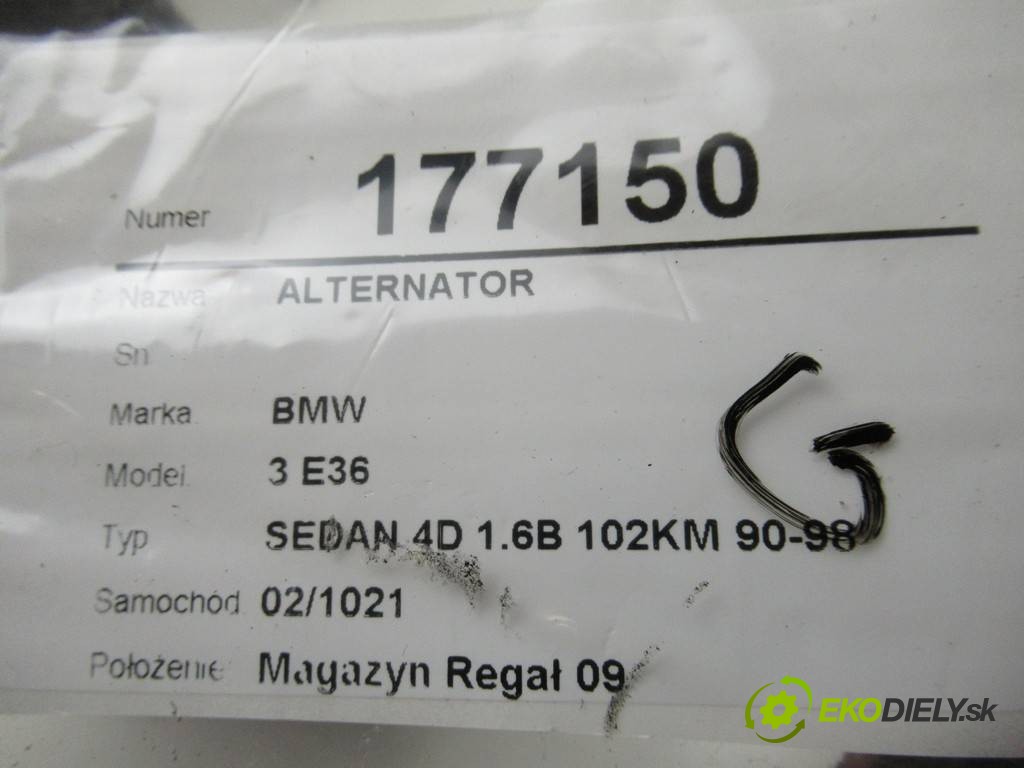 Numer 177150
Nazwa ALTERNATOR
Sn
Marka BMW
Model 3 E36
G
Typ SEDAN 4D 1.6B 102KM 90-98
Samochód 02/1021
Położenie Magazyn Regał 09
EKODIELY.sk